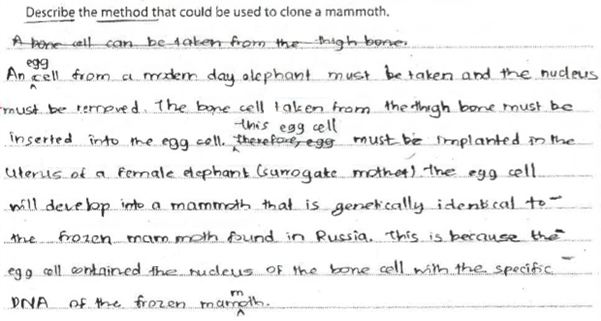 Describe the method that could be used to clone a mammoth.
A bone cell can be taken from the thigh bone.
An egg cell from a modern day elephant must be taken and the nucleus
must be removed. The bone cell taken from the thigh bone must be
inserted into the egg cell. therefore, egg this egg cell must be implanted in the
uterus of a female elephant (surrogate mother). The egg cell
will develop into a mammoth that is genetically identical to
the frozen mammoth found in Russia. This is because the
egg cell contained the nucleus of the bone cell with the specific
DNA of the frozen mammoth.